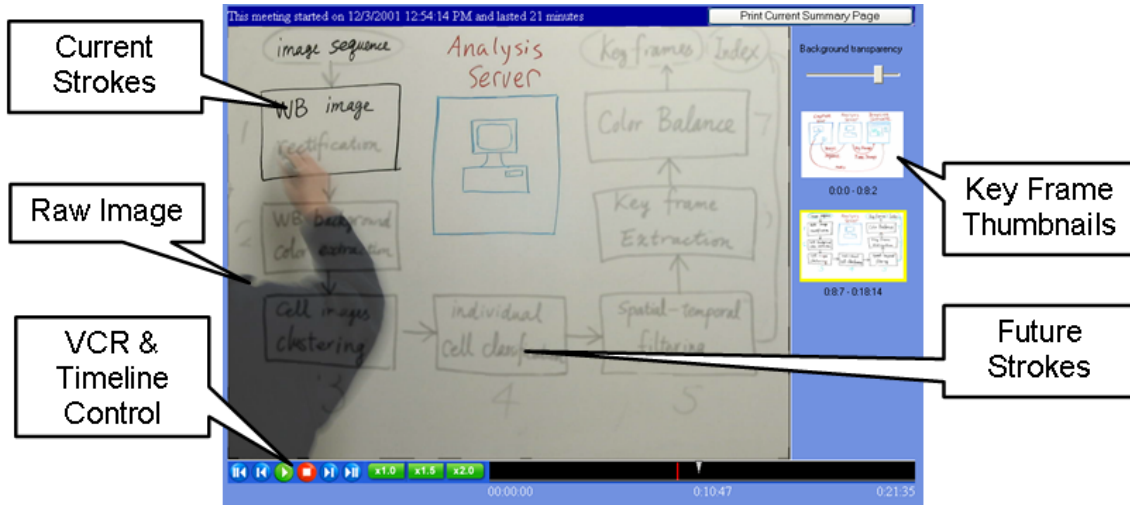 This meeting started on 12/3/2001 12:54:14 PM and lasted 21 minutes
Print Current Summary Page
Current
Strokes
Raw Image
VCR &
Timeline
Control
image sequence
WB image
rectification
1
WB background
color extraction
2
Cell images
clustering
Analysis
Server
individual
Cell classification
4
Key frames
Index
Color Balance
7
Key frame
Extraction
Spatial-temporal
filtering
5
Background transparency
0:0:0 - 0:8:2
0:8:7 - 0:18:14
Key Frame
Thumbnails
Future
Strokes
x1.0
x1.5
x2.0
00:00:00
0:10:47
0:21:35